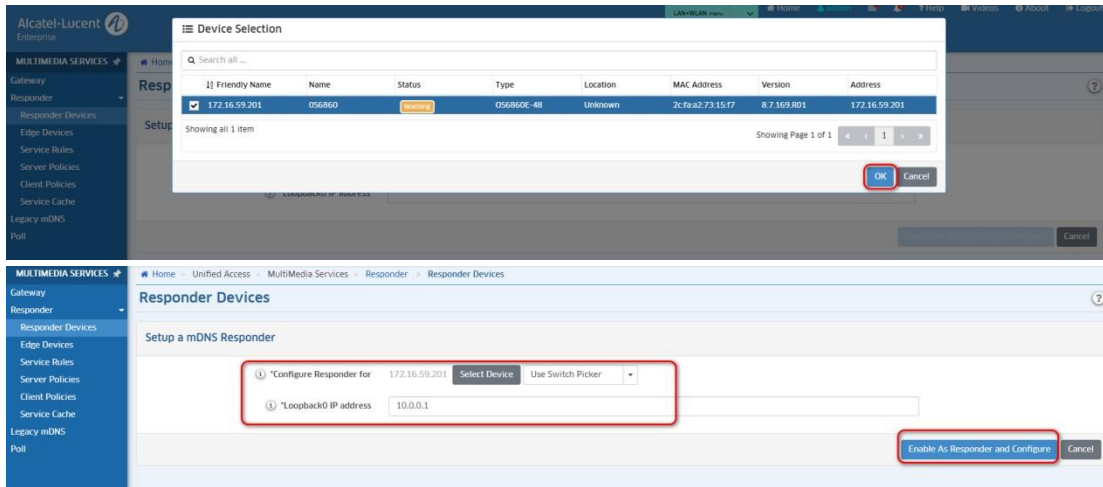 Alcatel-Lucent
Enterprise
LAN+WLAN menu
Home
admin
? Help
Videos
About
Logout
Device Selection
MULTIMEDIA SERVICES
Search all ...
Gateway
Responder
Responder Devices
Edge Devices
Service Rules
Server Policies
Client Policies
Service Cache
Legacy mDNS
Poll
Home
Resp
Setup
Friendly Name Name Status Type Location MAC Address Version Address
172.16.59.201 OS6860 Warning OS6860E-48 Unknown 2c:fa:a2:73:15:f7 8.7.169.R01 172.16.59.201
Showing all 1 item
Showing Page 1 of 1 « ‹ 1 › »
OK Cancel
Loopback0 IP address
Cancel
MULTIMEDIA SERVICES
Gateway
Responder
Responder Devices
Edge Devices
Service Rules
Server Policies
Client Policies
Service Cache
Legacy mDNS
Poll
Home > Unified Access > MultiMedia Services > Responder > Responder Devices
Responder Devices
?
Setup a mDNS Responder
*Configure Responder for 172.16.59.201 Select Device Use Switch Picker
*Loopback0 IP address 10.0.0.1
Enable As Responder and Configure Cancel